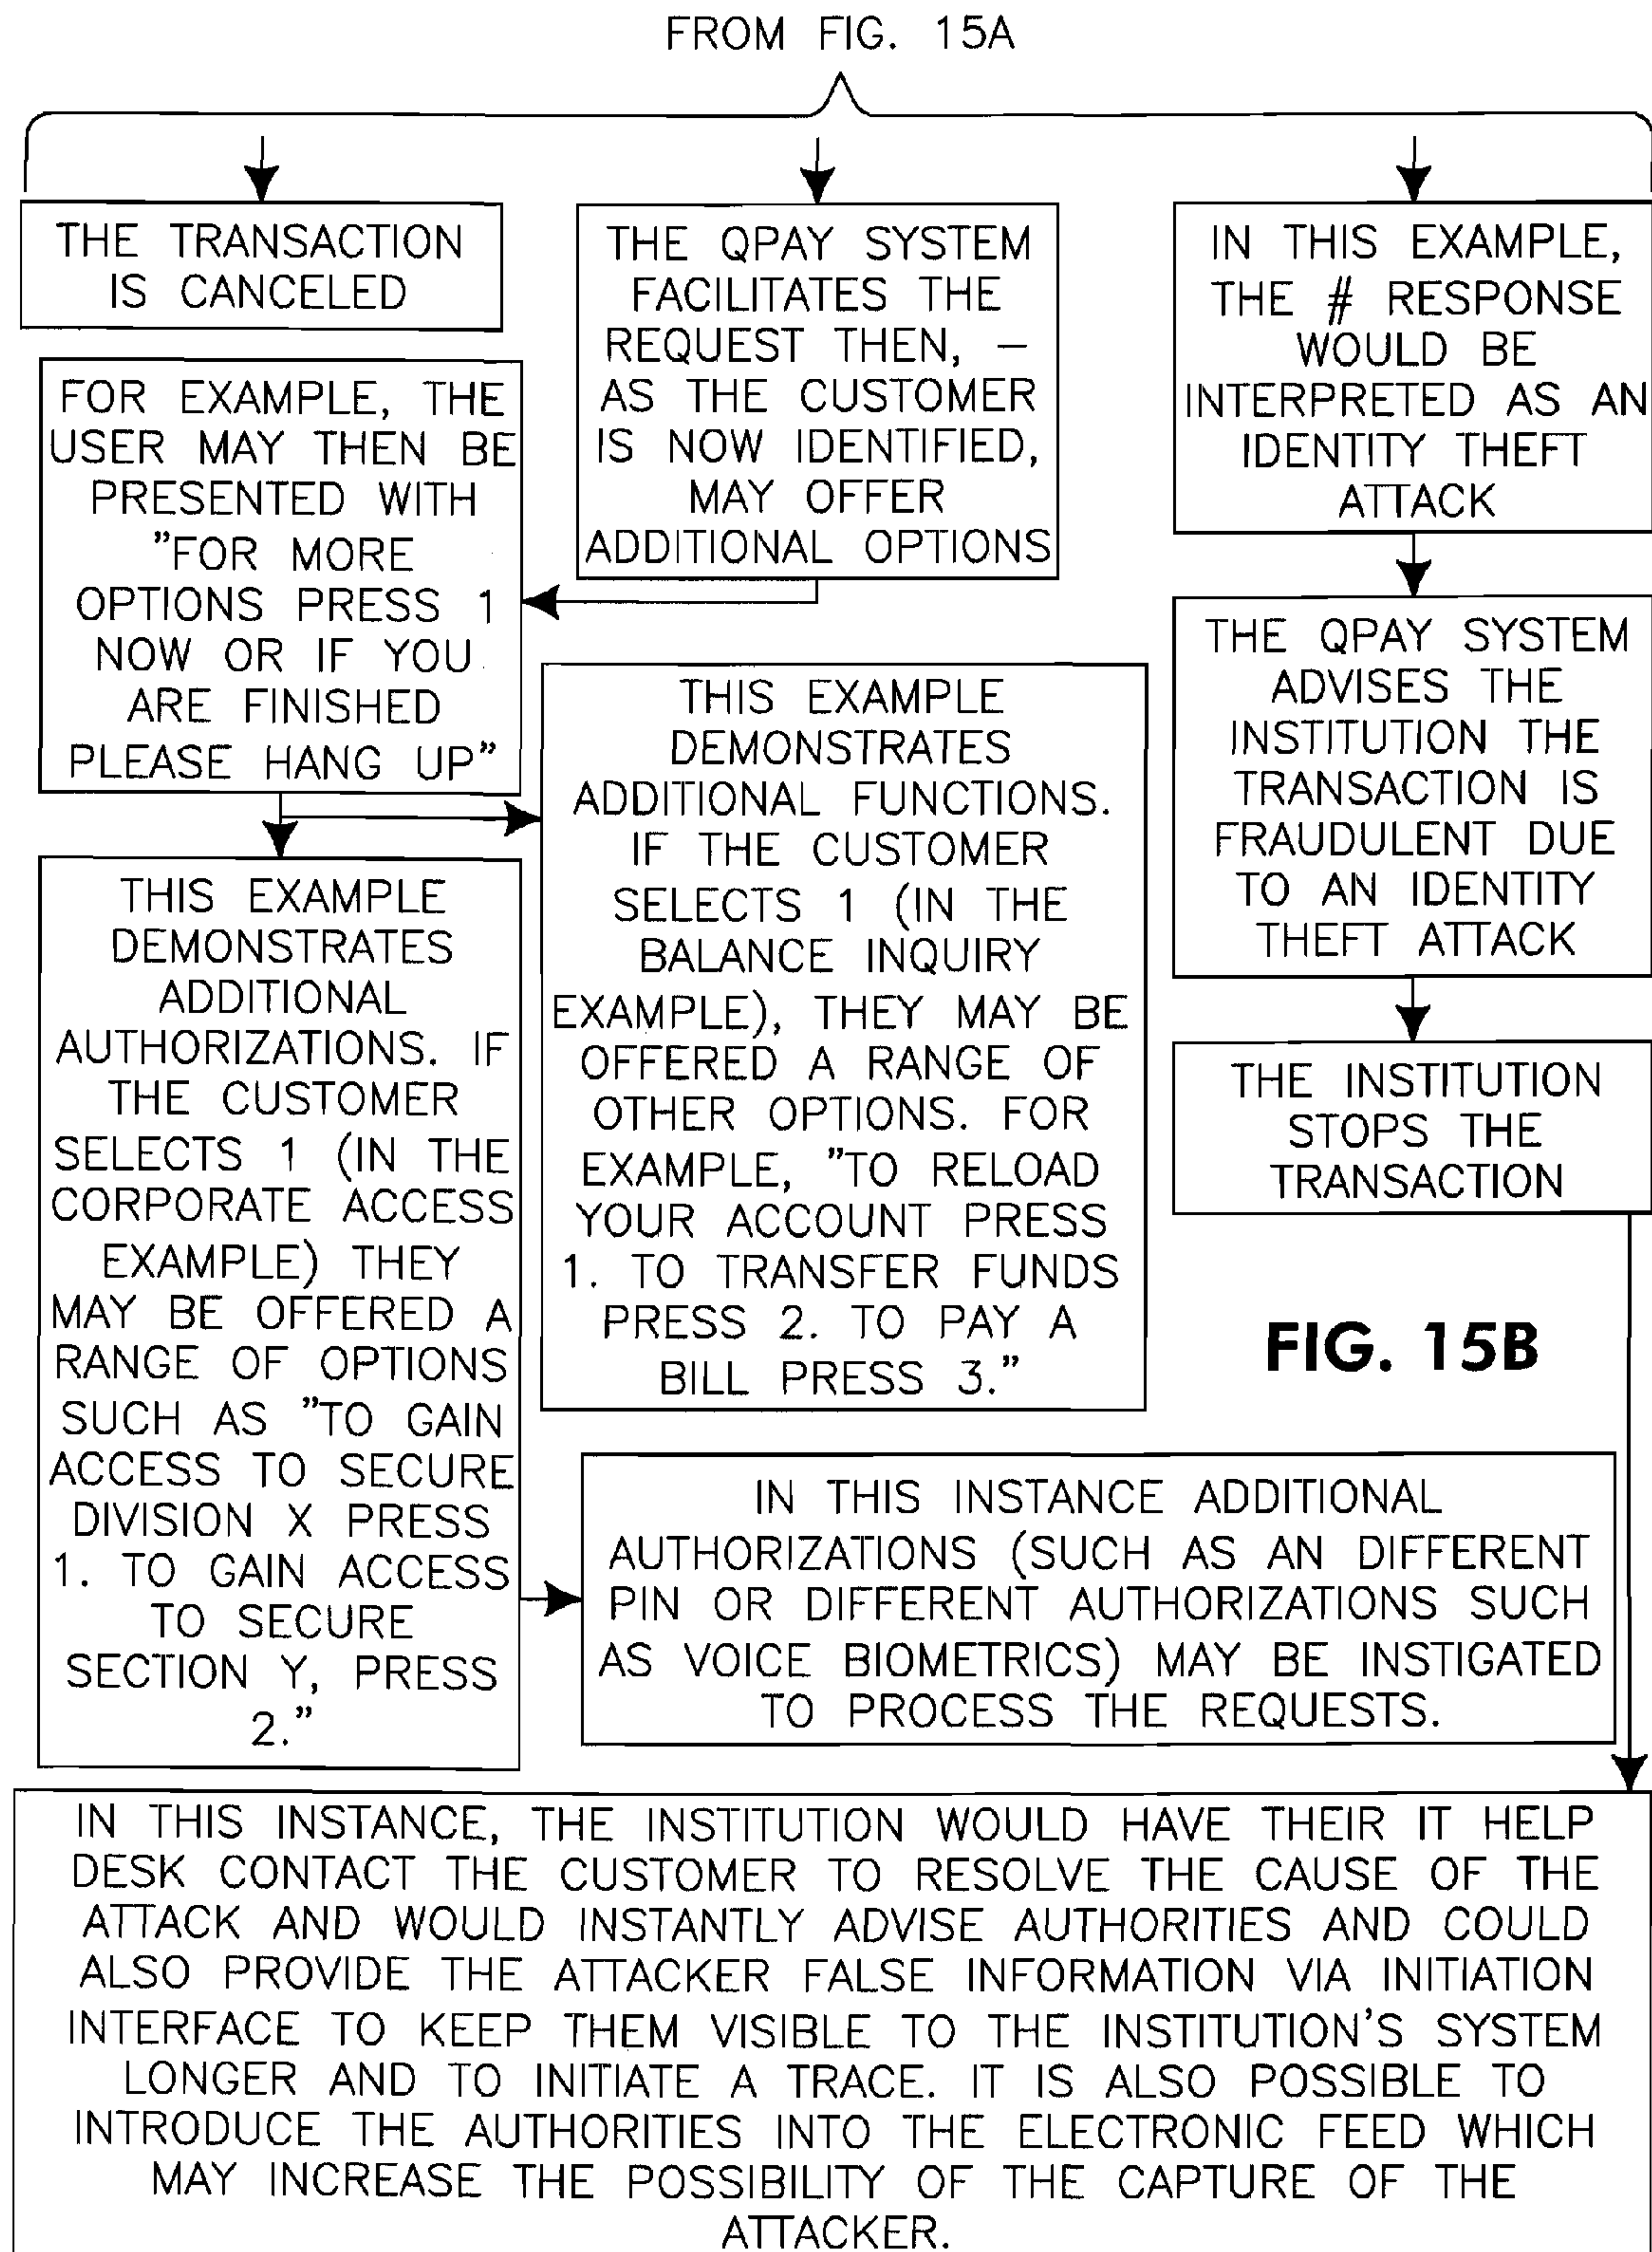 FROM FIG. 15A
THE TRANSACTION
IS CANCELED
THE QPAY SYSTEM
FACILITATES THE
REQUEST THEN, –
AS THE CUSTOMER
IS NOW IDENTIFIED,
MAY OFFER
ADDITIONAL OPTIONS
IN THIS EXAMPLE,
THE # RESPONSE
WOULD BE
INTERPRETED AS AN
IDENTITY THEFT
ATTACK
FOR EXAMPLE, THE
USER MAY THEN BE
PRESENTED WITH
"FOR MORE
OPTIONS PRESS 1
NOW OR IF YOU
ARE FINISHED
PLEASE HANG UP"
THE QPAY SYSTEM
ADVISES THE
INSTITUTION THE
TRANSACTION IS
FRAUDULENT DUE
TO AN IDENTITY
THEFT ATTACK
THIS EXAMPLE
DEMONSTRATES
ADDITIONAL FUNCTIONS.
IF THE CUSTOMER
SELECTS 1 (IN THE
BALANCE INQUIRY
EXAMPLE), THEY MAY BE
OFFERED A RANGE OF
OTHER OPTIONS. FOR
EXAMPLE, "TO RELOAD
YOUR ACCOUNT PRESS
1. TO TRANSFER FUNDS
PRESS 2. TO PAY A
BILL PRESS 3."
THIS EXAMPLE
DEMONSTRATES
ADDITIONAL
AUTHORIZATIONS. IF
THE CUSTOMER
SELECTS 1 (IN THE
CORPORATE ACCESS
EXAMPLE) THEY
MAY BE OFFERED A
RANGE OF OPTIONS
SUCH AS "TO GAIN
ACCESS TO SECURE
DIVISION X PRESS
1. TO GAIN ACCESS
TO SECURE
SECTION Y, PRESS
2."
THE INSTITUTION
STOPS THE
TRANSACTION
FIG. 15B
IN THIS INSTANCE ADDITIONAL
AUTHORIZATIONS (SUCH AS AN DIFFERENT
PIN OR DIFFERENT AUTHORIZATIONS SUCH
AS VOICE BIOMETRICS) MAY BE INSTIGATED
TO PROCESS THE REQUESTS.
IN THIS INSTANCE, THE INSTITUTION WOULD HAVE THEIR IT HELP
DESK CONTACT THE CUSTOMER TO RESOLVE THE CAUSE OF THE
ATTACK AND WOULD INSTANTLY ADVISE AUTHORITIES AND COULD
ALSO PROVIDE THE ATTACKER FALSE INFORMATION VIA INITIATION
INTERFACE TO KEEP THEM VISIBLE TO THE INSTITUTION'S SYSTEM
LONGER AND TO INITIATE A TRACE. IT IS ALSO POSSIBLE TO
INTRODUCE THE AUTHORITIES INTO THE ELECTRONIC FEED WHICH
MAY INCREASE THE POSSIBILITY OF THE CAPTURE OF THE
ATTACKER.